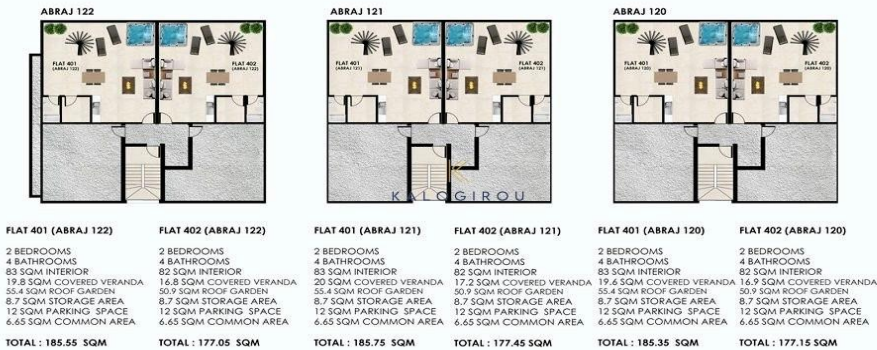 ABRAJ 122
FLAT 401
(ABRAJ 122)
FLAT 402
(ABRAJ 122)
ABRAJ 121
FLAT 401
(ABRAJ 121)
FLAT 402
(ABRAJ 121)
ABRAJ 120
FLAT 401
(ABRAJ 120)
FLAT 402
(ABRAJ 120)
KALOGIROU
FLAT 401 (ABRAJ 122)
2 BEDROOMS
4 BATHROOMS
83 SQM INTERIOR
19.8 SQM COVERED VERANDA
55.4 SQM ROOF GARDEN
8.7 SQM STORAGE AREA
12 SQM PARKING SPACE
6.65 SQM COMMON AREA
TOTAL : 185.55 SQM
FLAT 402 (ABRAJ 122)
2 BEDROOMS
4 BATHROOMS
82 SQM INTERIOR
16.8 SQM COVERED VERANDA
50.9 SQM ROOF GARDEN
8.7 SQM STORAGE AREA
12 SQM PARKING SPACE
6.65 SQM COMMON AREA
TOTAL : 177.05 SQM
FLAT 401 (ABRAJ 121)
2 BEDROOMS
4 BATHROOMS
83 SQM INTERIOR
20 SQM COVERED VERANDA
55.4 SQM ROOF GARDEN
8.7 SQM STORAGE AREA
12 SQM PARKING SPACE
6.65 SQM COMMON AREA
TOTAL : 185.75 SQM
FLAT 402 (ABRAJ 121)
2 BEDROOMS
4 BATHROOMS
82 SQM INTERIOR
17.2 SQM COVERED VERANDA
50.9 SQM ROOF GARDEN
8.7 SQM STORAGE AREA
12 SQM PARKING SPACE
6.65 SQM COMMON AREA
TOTAL : 177.45 SQM
FLAT 401 (ABRAJ 120)
2 BEDROOMS
4 BATHROOMS
83 SQM INTERIOR
19.6 SQM COVERED VERANDA
55.4 SQM ROOF GARDEN
8.7 SQM STORAGE AREA
12 SQM PARKING SPACE
6.65 SQM COMMON AREA
TOTAL : 185.35 SQM
FLAT 402 (ABRAJ 120)
2 BEDROOMS
4 BATHROOMS
82 SQM INTERIOR
16.9 SQM COVERED VERANDA
50.9 SQM ROOF GARDEN
8.7 SQM STORAGE AREA
12 SQM PARKING SPACE
6.65 SQM COMMON AREA
TOTAL : 177.15 SQM